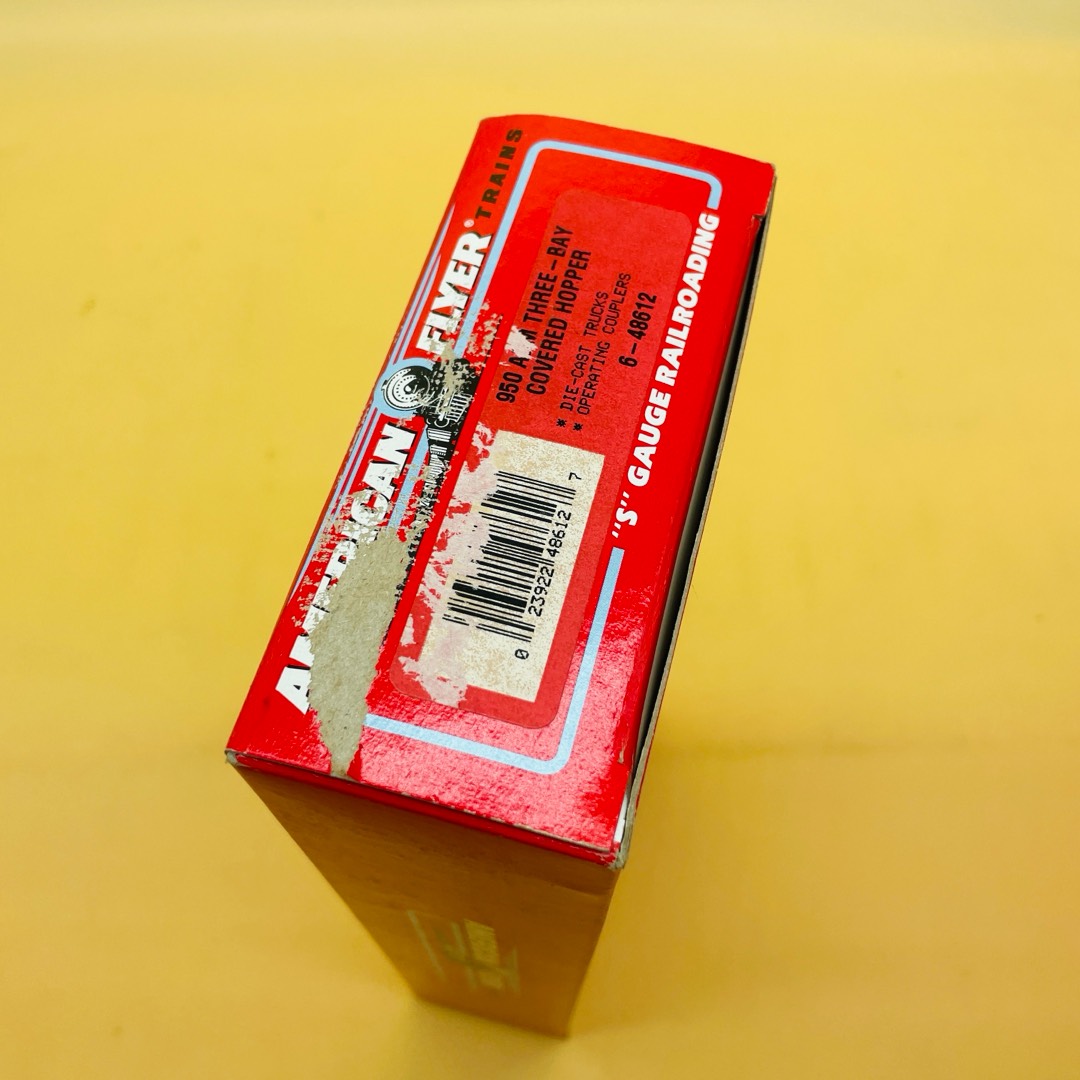 AMERICAN FLYER® TRAINS
950 A M THREE-BAY
COVERED HOPPER
* DIE-CAST TRUCKS
* OPERATING COUPLERS
6-48612
0 23922 48612 7
"S" GAUGE RAILROADING